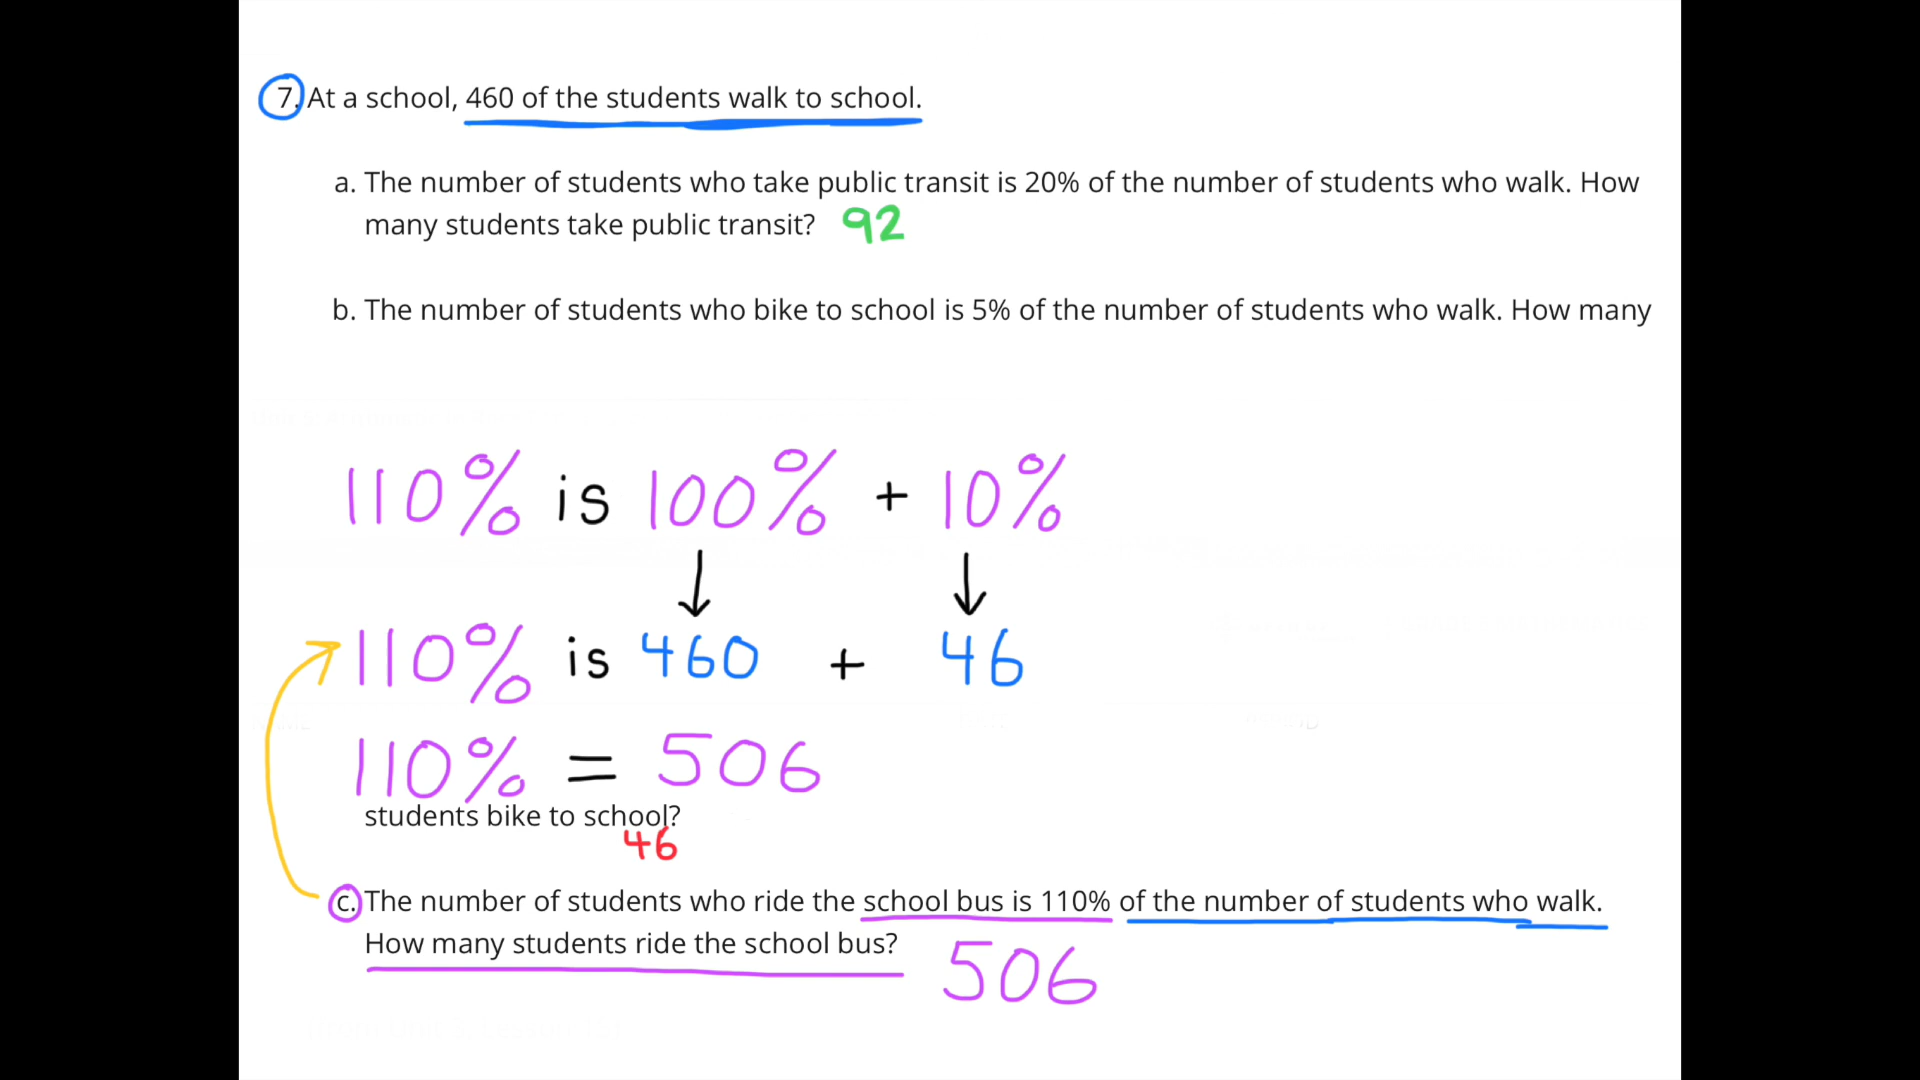 7. At a school, 460 of the students walk to school.
a. The number of students who take public transit is 20% of the number of students who walk. How
many students take public transit? 92
b. The number of students who bike to school is 5% of the number of students who walk. How many
110% is 100% + 10%
110% is 460 + 46
110% = 506
students bike to school?
46
c. The number of students who ride the school bus is 110% of the number of students who walk.
How many students ride the school bus? 506